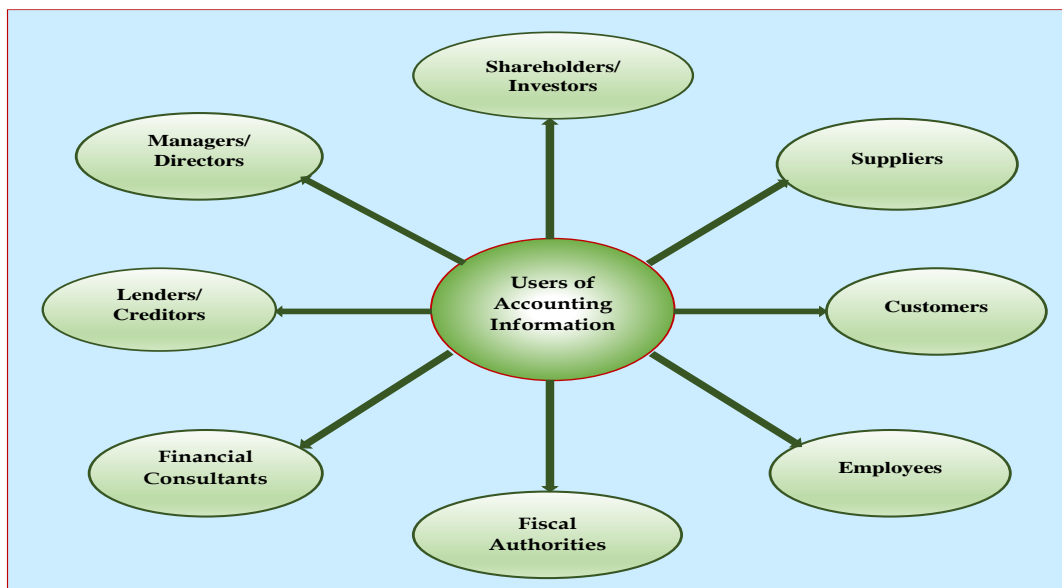 Shareholders/
Investors
Managers/
Directors
Suppliers
Users of
Accounting
Information
Lenders/
Creditors
Customers
Financial
Consultants
Employees
Fiscal
Authorities